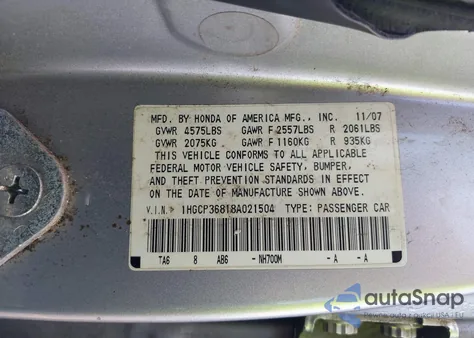 MFD. BY HONDA OF AMERICA MFG., INC. 11/07
GVWR 4575LBS GAWR F 2557LBS R 2061LBS
GVWR 2075KG GAWR F 1160KG R 935KG
THIS VEHICLE CONFORMS TO ALL APPLICABLE
FEDERAL MOTOR VEHICLE SAFETY, BUMPER,
AND THEFT PREVENTION STANDARDS IN EFFECT
ON THE DATE OF MANUFACTURE SHOWN ABOVE.
V.I.N. 1HGCP36818A021504 TYPE: PASSENGER CAR
TA6 8 AB6 - NH700M - A - A
autoSnap